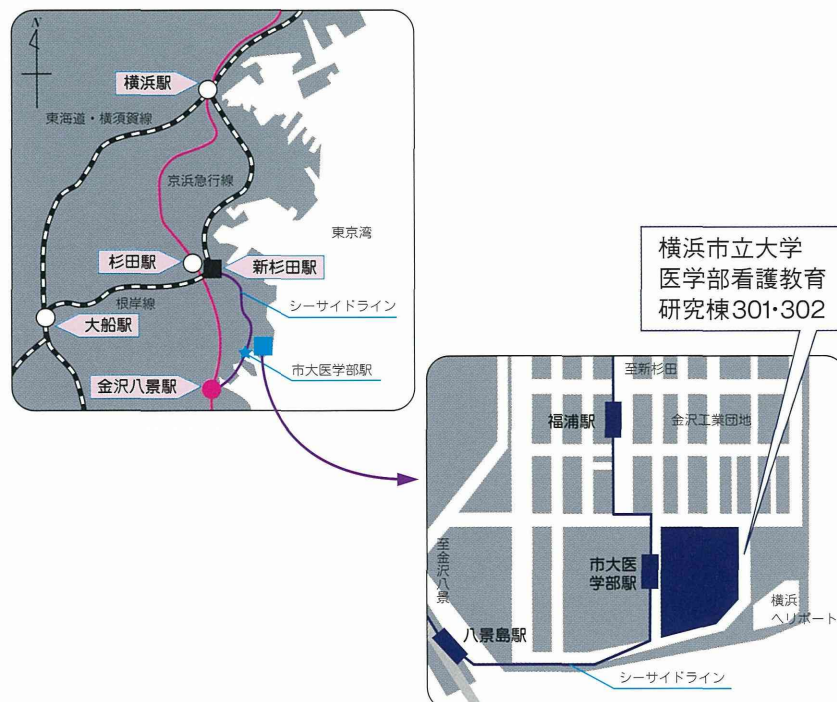 N
横浜駅
東海道・横須賀線
京浜急行線
東京湾
杉田駅
新杉田駅
根岸線
シーサイドライン
大船駅
市大医学部駅
金沢八景駅
横浜市立大学
医学部看護教育
研究棟301・302
至新杉田
福浦駅
金沢工業団地
至金沢八景
市大医
学部駅
横浜
ヘリポート
八景島駅
シーサイドライン